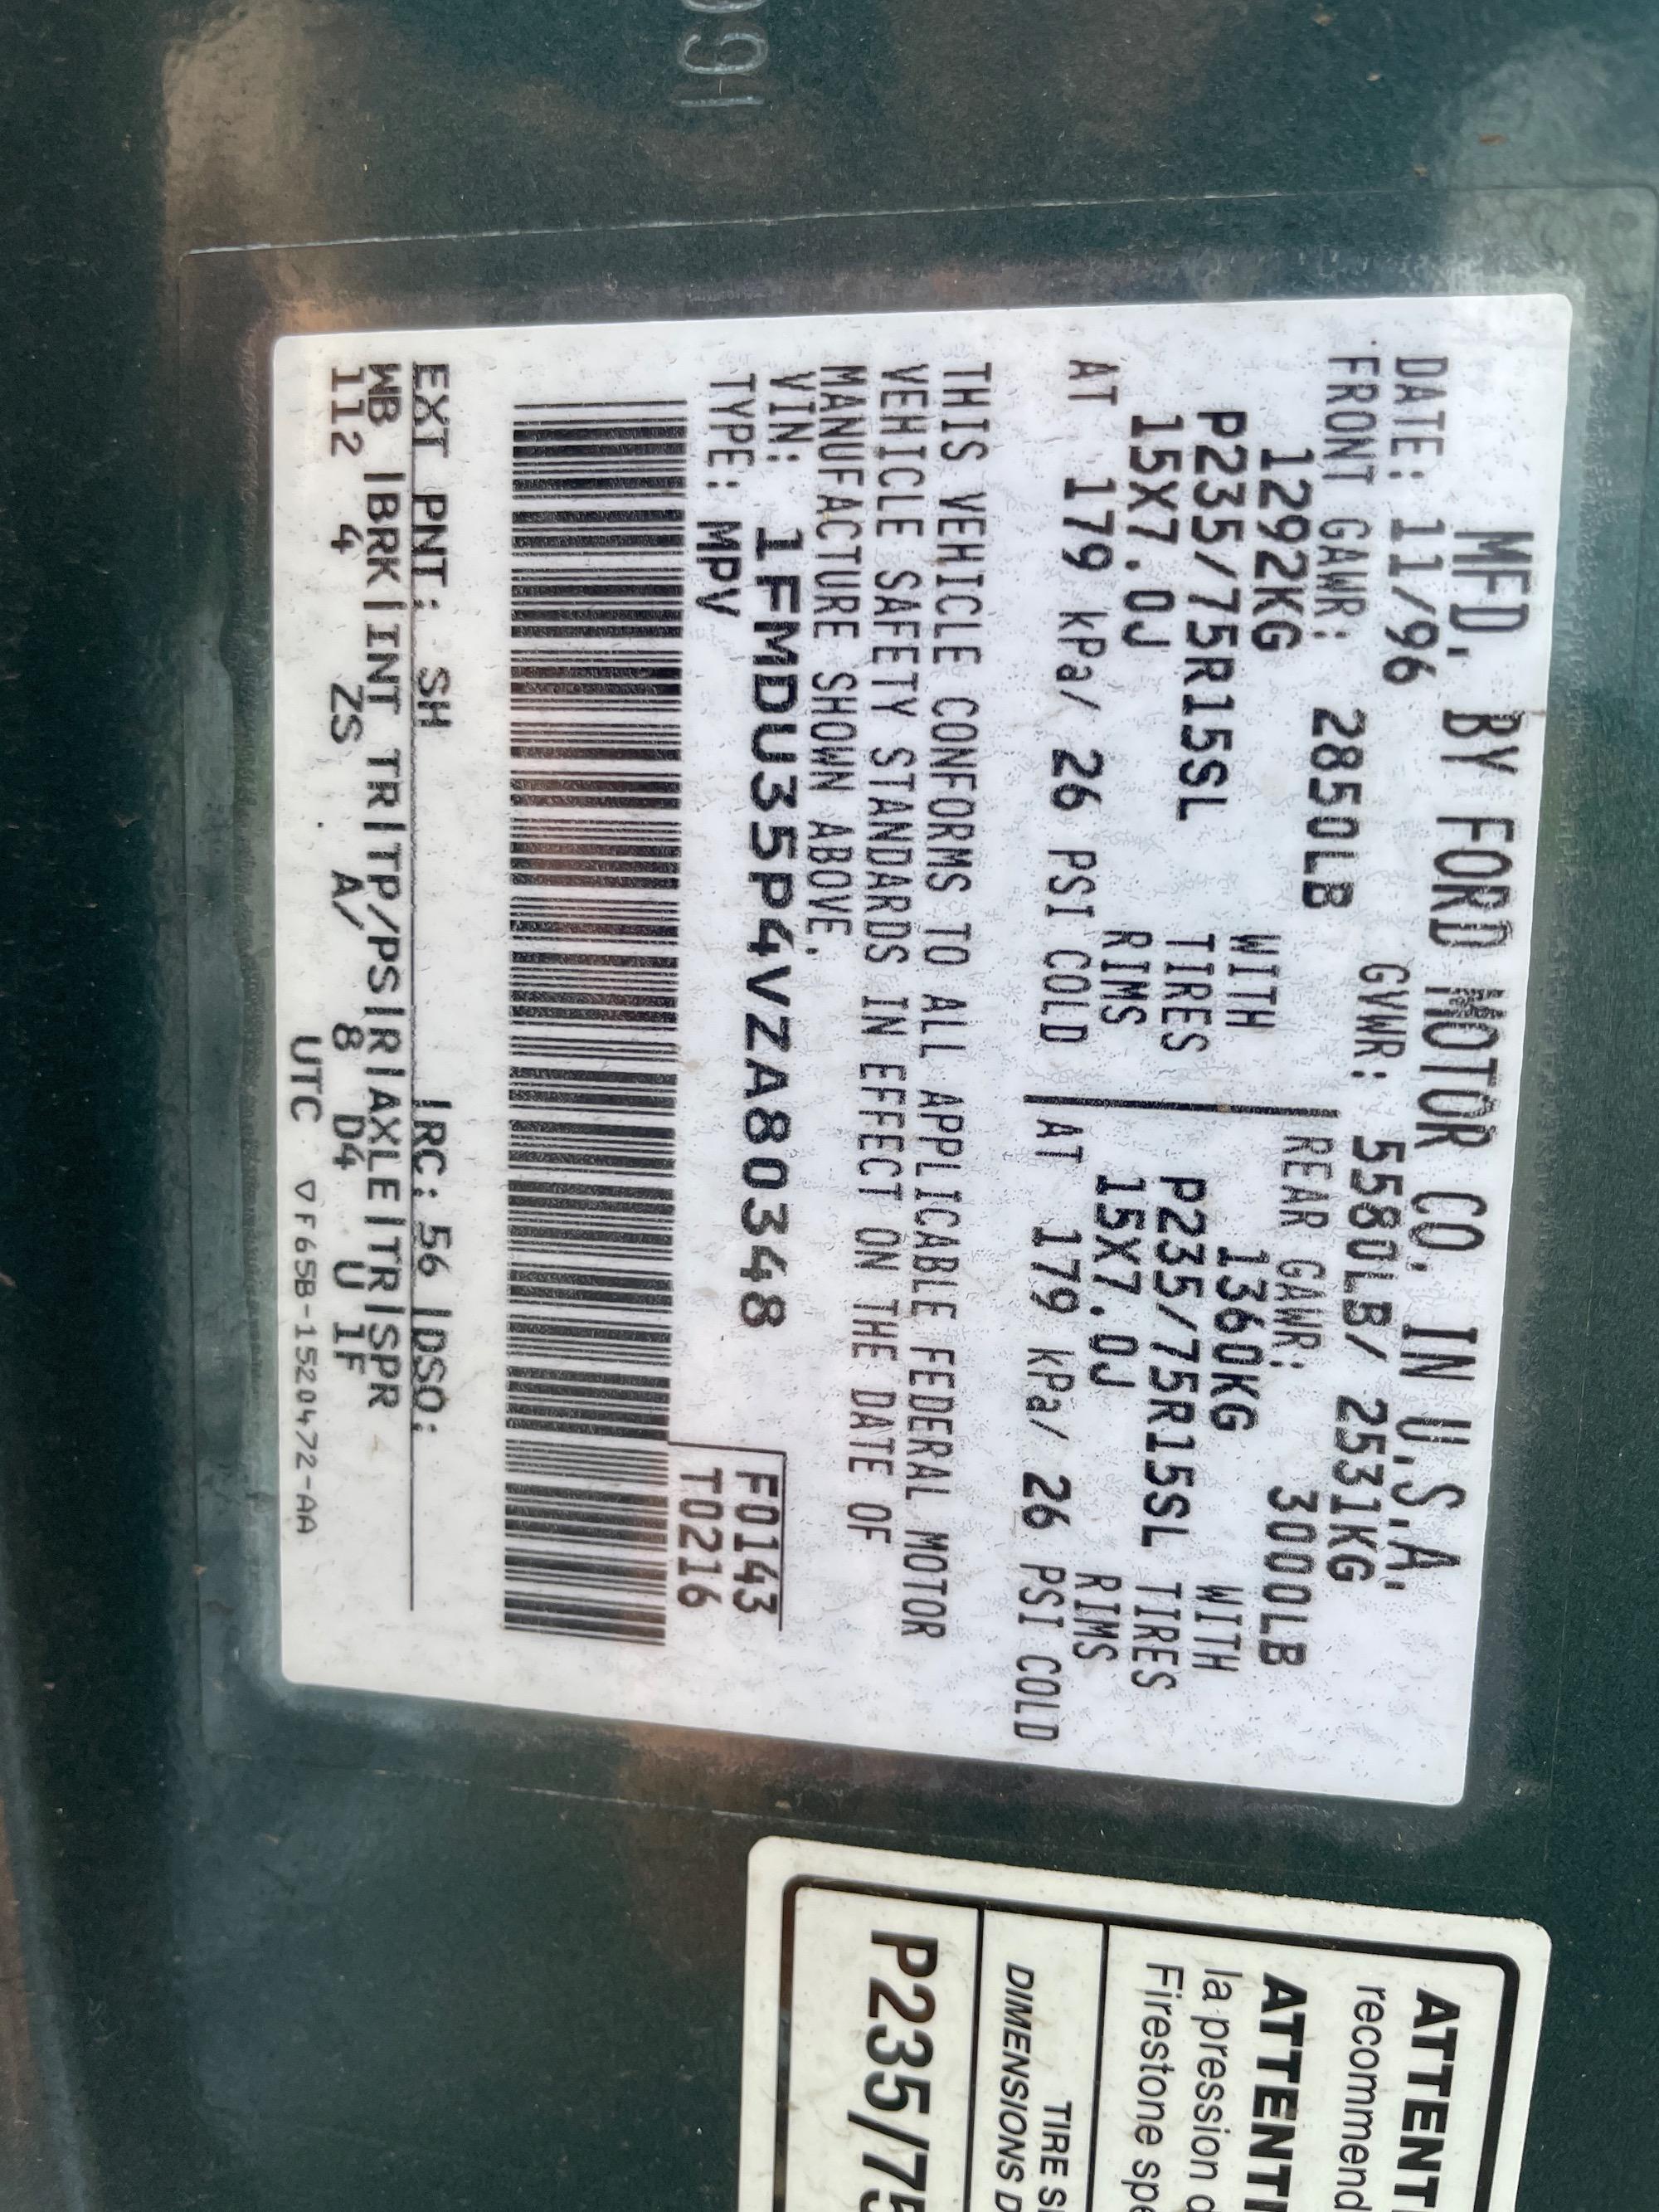 MFD. BY FORD MOTOR CO. IN U.S.A.
DATE: 11/96 GVWR: 5580LB/ 2531KG
FRONT GAWR: 2850LB REAR GAWR: 3000LB
1292KG WITH 1360KG WITH
P235/75R15SL TIRES P235/75R15SL TIRES
15X7.0J RIMS 15X7.0J RIMS
AT 179 kPa/ 26 PSI COLD AT 179 kPa/ 26 PSI COLD
THIS VEHICLE CONFORMS TO ALL APPLICABLE FEDERAL MOTOR
VEHICLE SAFETY STANDARDS IN EFFECT ON THE DATE OF
MANUFACTURE SHOWN ABOVE.
VIN: 1FMDU35P4VZA80348 F0143
TYPE: MPV T0216
EXT PNT: SH |RC: 56 |DSO:
WB |BRK|INT TR|TP/PS|R|AXLE|TR|SPR
112 4 ZS A/ 8 D4 U IF
UTC ▽F65B-1520472-AA
ATTENT
recommend
ATTENTI
la pression d
Firestone spe
TIRE S
DIMENSIONS D
P235/75